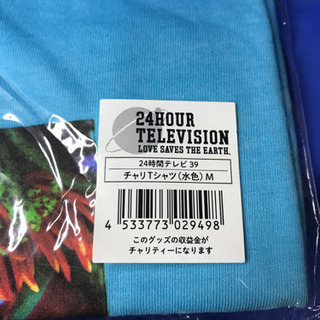 24HOUR
TELEVISION
LOVE SAVES THE EARTH.
24時間テレビ 39
チャリTシャツ(水色) M
4 533773 029498
このグッズの収益金が
チャリティーになります